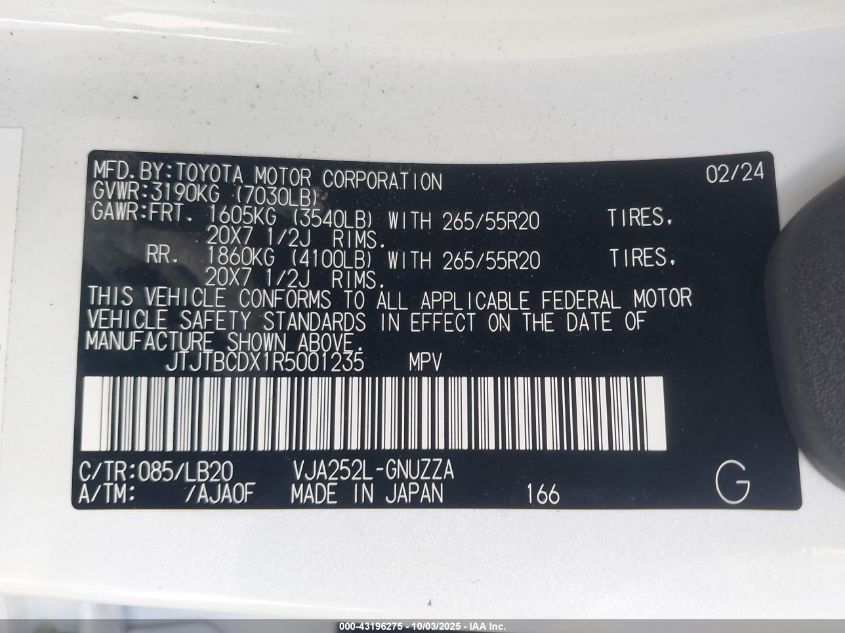 MFD.BY:TOYOTA MOTOR CORPORATION 02/24
GVWR:3190KG (7030LB)
GAWR:FRT. 1605KG (3540LB) WITH 265/55R20 TIRES,
20X7 1/2J RIMS.
RR. 1860KG (4100LB) WITH 265/55R20 TIRES,
20X7 1/2J RIMS.
THIS VEHICLE CONFORMS TO ALL APPLICABLE FEDERAL MOTOR
VEHICLE SAFETY STANDARDS IN EFFECT ON THE DATE OF
MANUFACTURE SHOWN ABOVE.
JTJTBCDX1R5001235 MPV
C/TR:085/LB20 VJA252L-GNUZZA
A/TM: /AJA0F MADE IN JAPAN 166 G
000-43196275 - 10/03/2025 - IAA Inc.